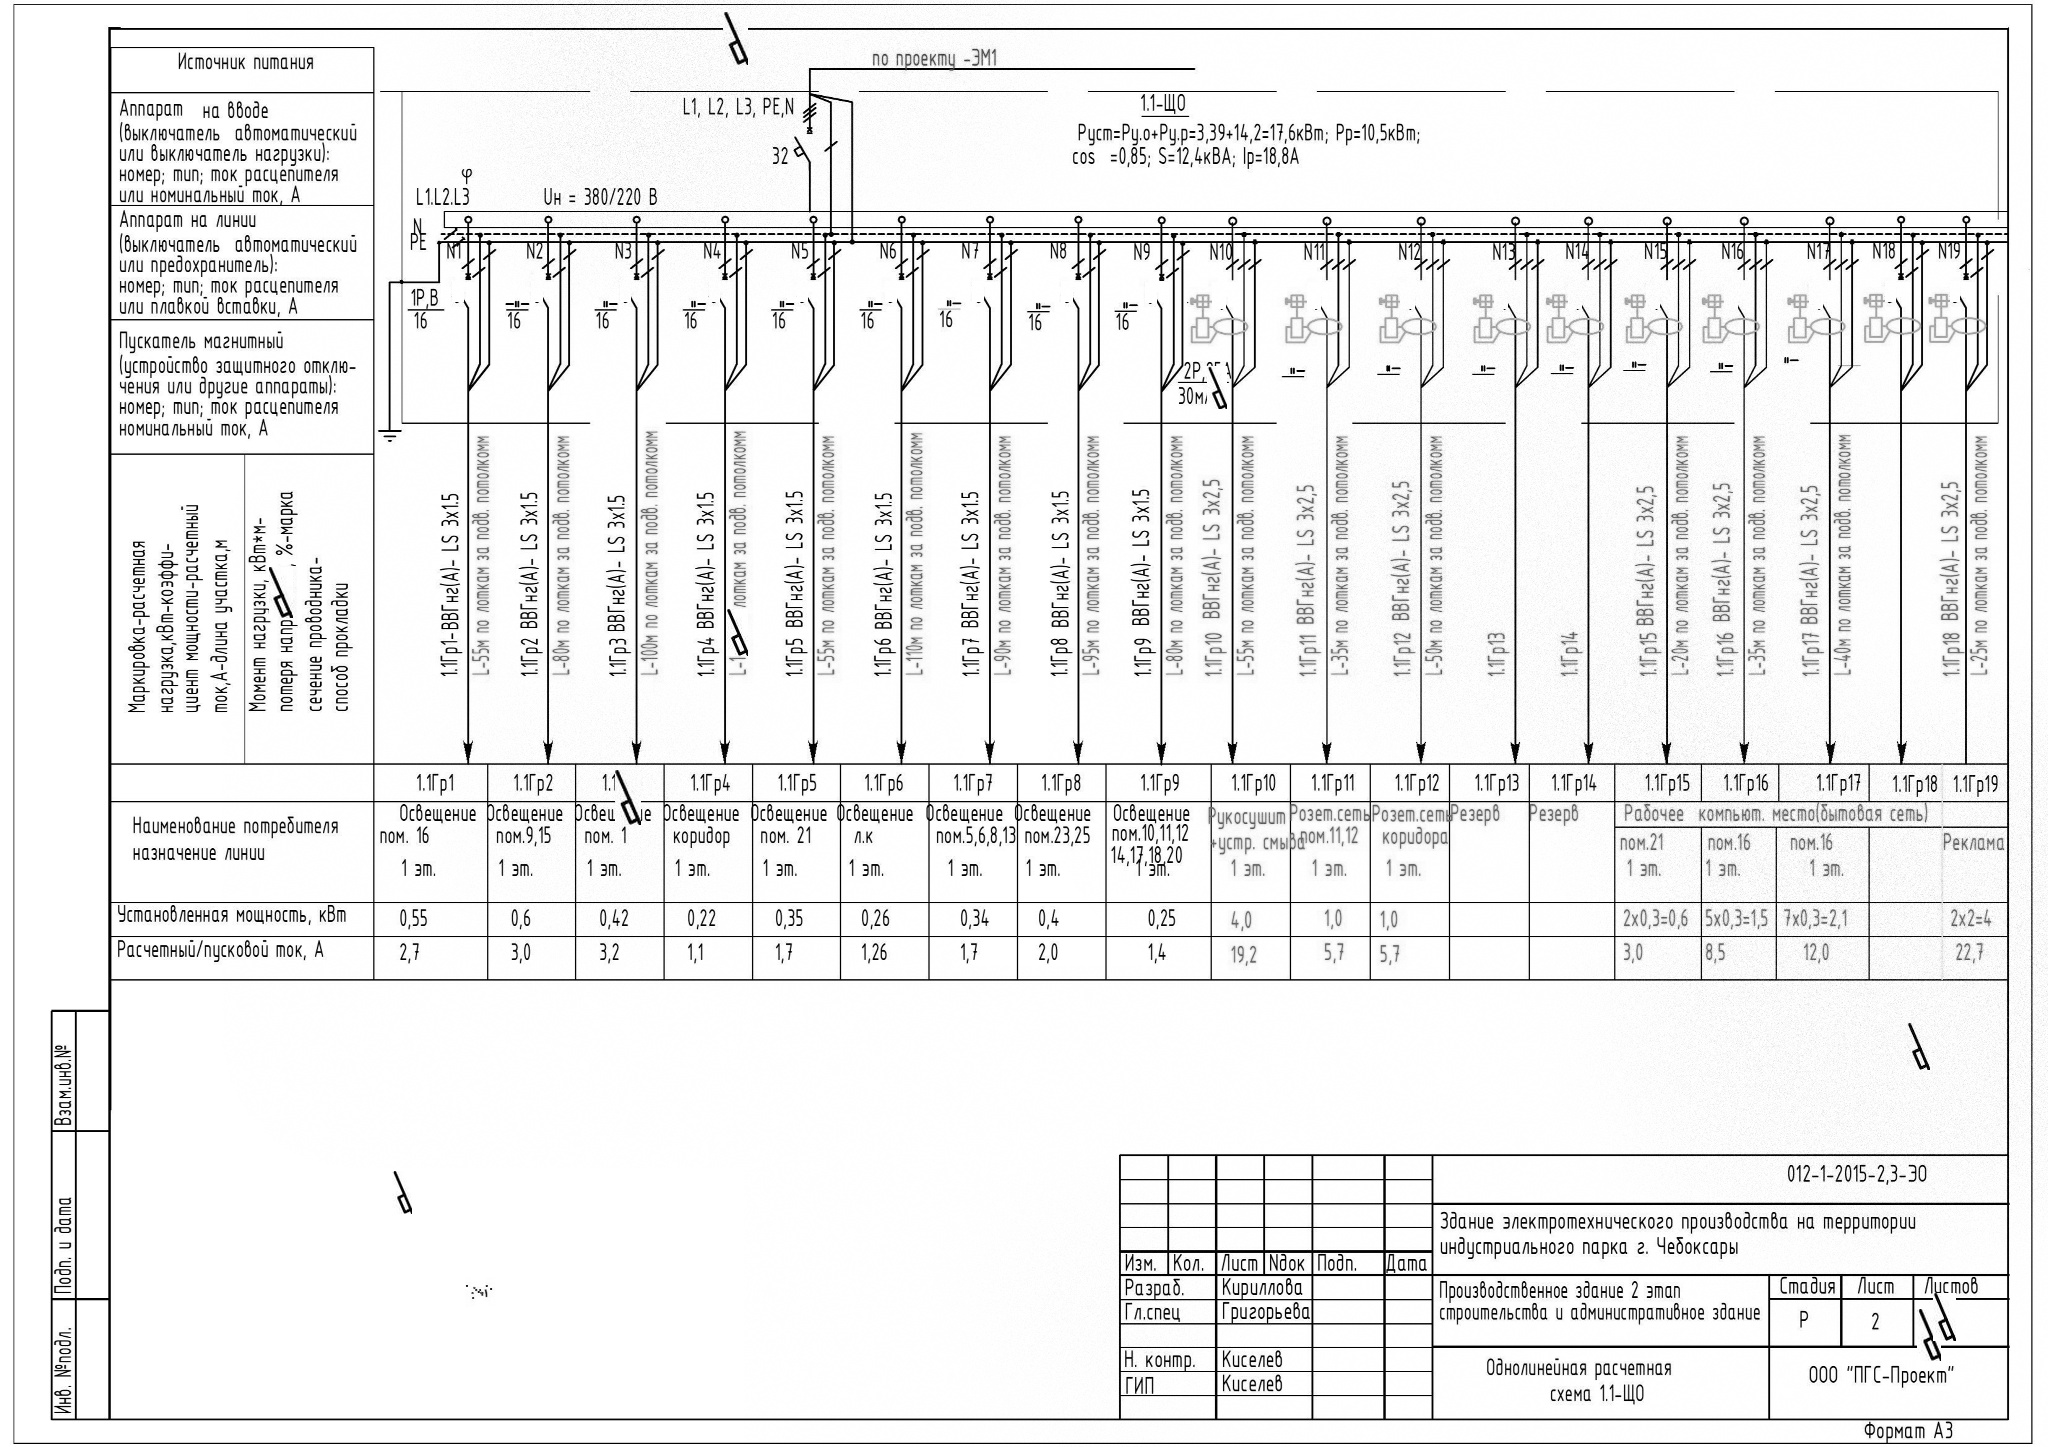 Источник питания
по проекту -ЭМ1
Аппарат на вводе
(выключатель автоматический
или выключатель нагрузки):
номер; тип; ток расцепителя
или номинальный ток, А
L1, L2, L3, PE,N
32
1.1-ЩО
Руст=Ру.о+Ру.р=3,39+14,2=17,6кВт; Рр=10,5кВт;
cos =0,85; S=12,4кВА; Iр=18,8А
φ
L1.L2.L3
Uн = 380/220 В
N
PE
Аппарат на линии
(выключатель автоматический
или предохранитель):
номер; тип; ток расцепителя
или плавкой вставки, А
N1 N2 N3 N4 N5 N6 N7 N8 N9 N10 N11 N12 N13 N14 N15 N16 N17 N18 N19
1P,B
16
-"-
16
-"-
16
-"-
16
-"-
16
-"-
16
-"-
16
-"-
16
-"-
16
Пускатель магнитный
(устройство защитного отклю-
чения или другие аппараты):
номер; тип; ток расцепителя
номинальный ток, А
2P,
30м
"- "- "- "- "- "- "-
Маркировка-расчетная
нагрузка,кВт-коэффи-
циент мощности-расчетный
ток,А-длина участка,м
Момент нагрузки, кВт*м-
потеря напр , %-марка
сечение проводника-
способ прокладки
1.1Гр1-ВВГнг(А)- LS 3х1.5
L-55м по лоткам за подв. потолкомм
1.1Гр2 ВВГнг(А)- LS 3х1.5
L-80м по лоткам за подв. потолкомм
1.1Гр3 ВВГнг(А)- LS 3х1.5
L-100м по лоткам за подв. потолкомм
1.1Гр4 ВВГнг(А)- LS 3х1.5
L-1 лоткам за подв. потолкомм
1.1Гр5 ВВГнг(А)- LS 3х1.5
L-55м по лоткам за подв. потолкомм
1.1Гр6 ВВГнг(А)- LS 3х1.5
L-110м по лоткам за подв. потолкомм
1.1Гр7 ВВГнг(А)- LS 3х1.5
L-90м по лоткам за подв. потолкомм
1.1Гр8 ВВГнг(А)- LS 3х1.5
L-95м по лоткам за подв. потолкомм
1.1Гр9 ВВГнг(А)- LS 3х1.5
L-80м по лоткам за подв. потолкомм
1.1Гр10 ВВГнг(А)- LS 3х2,5
L-55м по лоткам за подв. потолкомм
1.1Гр11 ВВГнг(А)- LS 3х2,5
L-35м по лоткам за подв. потолкомм
1.1Гр12 ВВГнг(А)- LS 3х2,5
L-50м по лоткам за подв. потолкомм
1.1Гр13
1.1Гр14
1.1Гр15 ВВГнг(А)- LS 3х2,5
L-20м по лоткам за подв. потолкомм
1.1Гр16 ВВГнг(А)- LS 3х2,5
L-35м по лоткам за подв. потолкомм
1.1Гр17 ВВГнг(А)- LS 3х2,5
L-40м по лоткам за подв. потолкомм
1.1Гр18 ВВГнг(А)- LS 3х2,5
L-25м по лоткам за подв. потолкомм
1.1Гр1 1.1Гр2 1.1 1.1Гр4 1.1Гр5 1.1Гр6 1.1Гр7 1.1Гр8 1.1Гр9 1.1Гр10 1.1Гр11 1.1Гр12 1.1Гр13 1.1Гр14 1.1Гр15 1.1Гр16 1.1Гр17 1.1Гр18 1.1Гр19
Наименование потребителя
назначение линии
Освещение
пом. 16
1 эт.
Освещение
пом.9,15
1 эт.
Освещ ие
пом. 1
1 эт.
Освещение
коридор
1 эт.
Освещение
пом. 21
1 эт.
Освещение
л.к
1 эт.
Освещение
пом.5,6,8,13
1 эт.
Освещение
пом.23,25
1 эт.
Освещение
пом.10,11,12
14,17,18,20
1 эт.
Рукосушит
+устр. смыва
1 эт.
Розет.сеть
пом.11,12
1 эт.
Розет.сеть
коридора
1 эт.
Резерв
Резерв
Рабочее компьют. место(бытовая сеть)
пом.21
1 эт.
пом.16
1 эт.
пом.16
1 эт.
Реклама
Установленная мощность, кВт 0,55 0,6 0,42 0,22 0,35 0,26 0,34 0,4 0,25 4,0 1,0 1,0 2х0,3=0,6 5х0,3=1,5 7х0,3=2,1 2х2=4
Расчетный/пусковой ток, А 2,7 3,0 3,2 1,1 1,7 1,26 1,7 2,0 1,4 19,2 5,7 5,7 3,0 8,5 12,0 22,7
Взам.инв.№
Подп. и дата
Инв. №подл.
012-1-2015-2,3-ЭО
Здание электротехнического производства на территории
индустриального парка г. Чебоксары
Изм. Кол. Лист Nдок Подп. Дата
Разраб. Кириллова
Гл.спец Григорьева
Н. контр. Киселев
ГИП Киселев
Производственное здание 2 этап
строительства и административное здание
Стадия Лист Листов
Р 2
Однолинейная расчетная
схема 1.1-ЩО
ООО "ПГС-Проект"
Формат А3